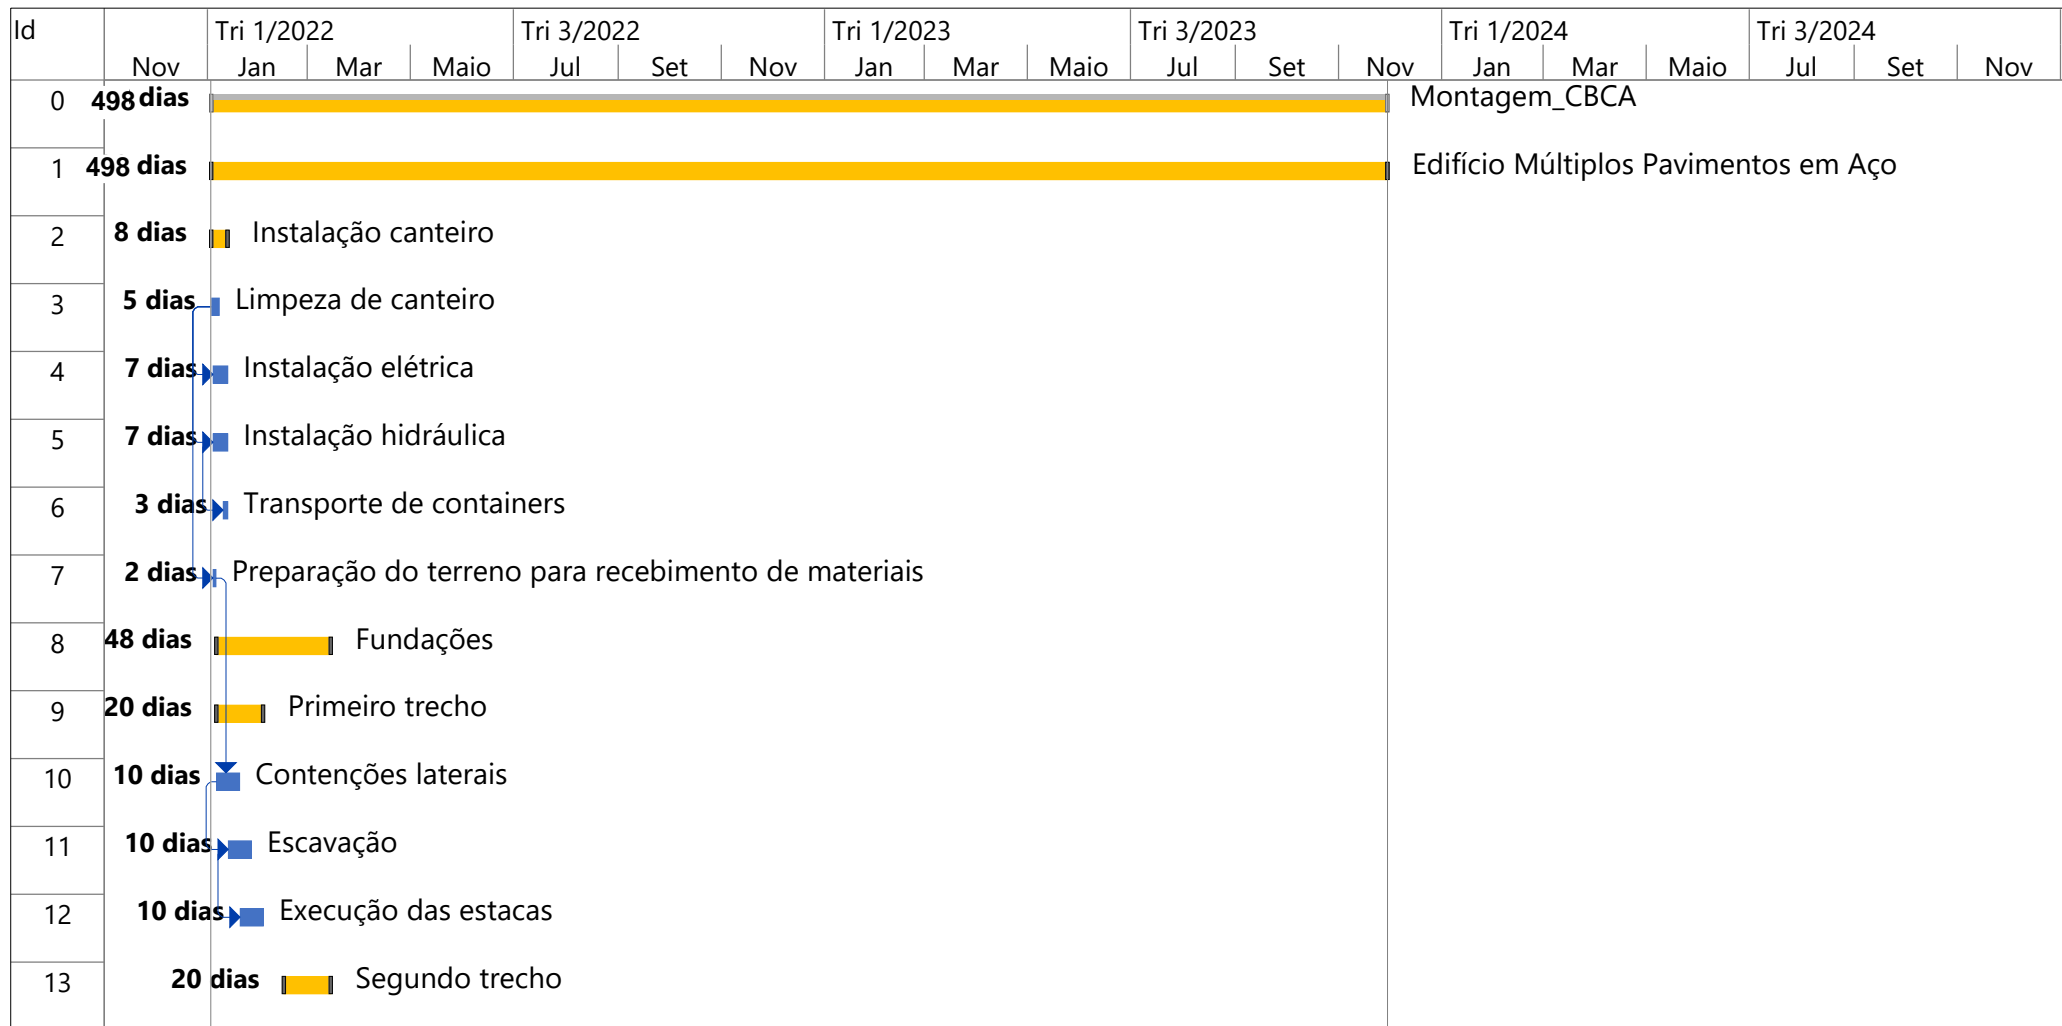 Id Tri 1/2022 Tri 3/2022 Tri 1/2023 Tri 3/2023 Tri 1/2024 Tri 3/2024
Nov Jan Mar Maio Jul Set Nov Jan Mar Maio Jul Set Nov Jan Mar Maio Jul Set Nov
0 498 dias Montagem_CBCA
1 498 dias Edifício Múltiplos Pavimentos em Aço
2 8 dias Instalação canteiro
3 5 dias Limpeza de canteiro
4 7 dias Instalação elétrica
5 7 dias Instalação hidráulica
6 3 dias Transporte de containers
7 2 dias Preparação do terreno para recebimento de materiais
8 48 dias Fundações
9 20 dias Primeiro trecho
10 10 dias Contenções laterais
11 10 dias Escavação
12 10 dias Execução das estacas
13 20 dias Segundo trecho